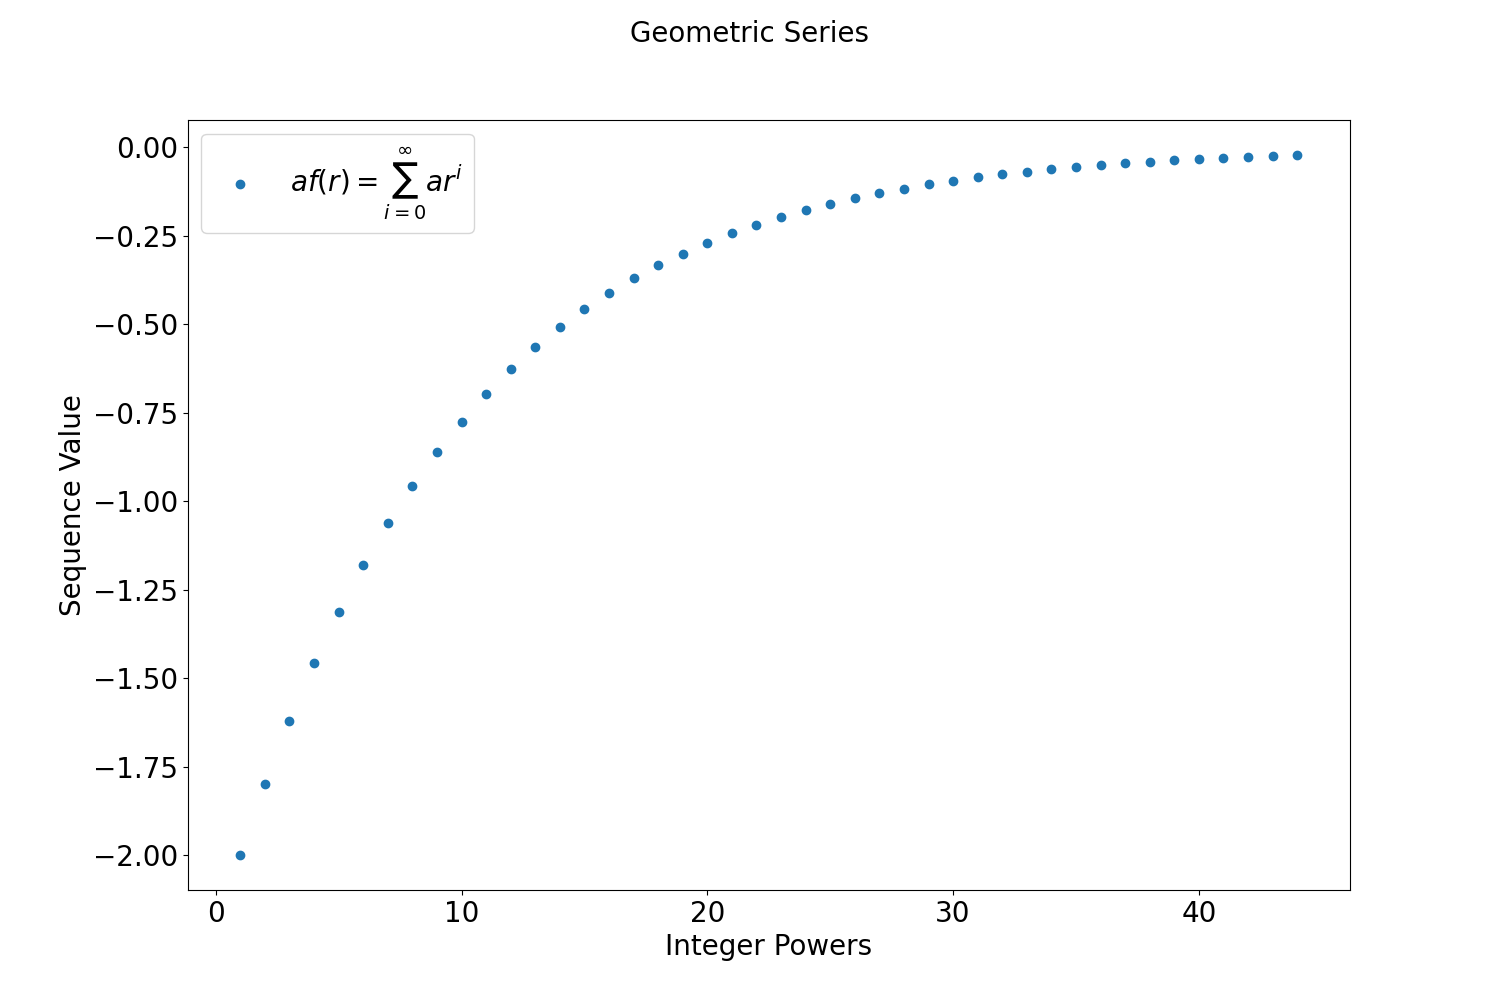 Geometric Series
0.00
−0.25
−0.50
−0.75
−1.00
−1.25
−1.50
−1.75
−2.00
Sequence Value
af(r) = ∑_{i=0}^{∞} ar^i
0 10 20 30 40
Integer Powers